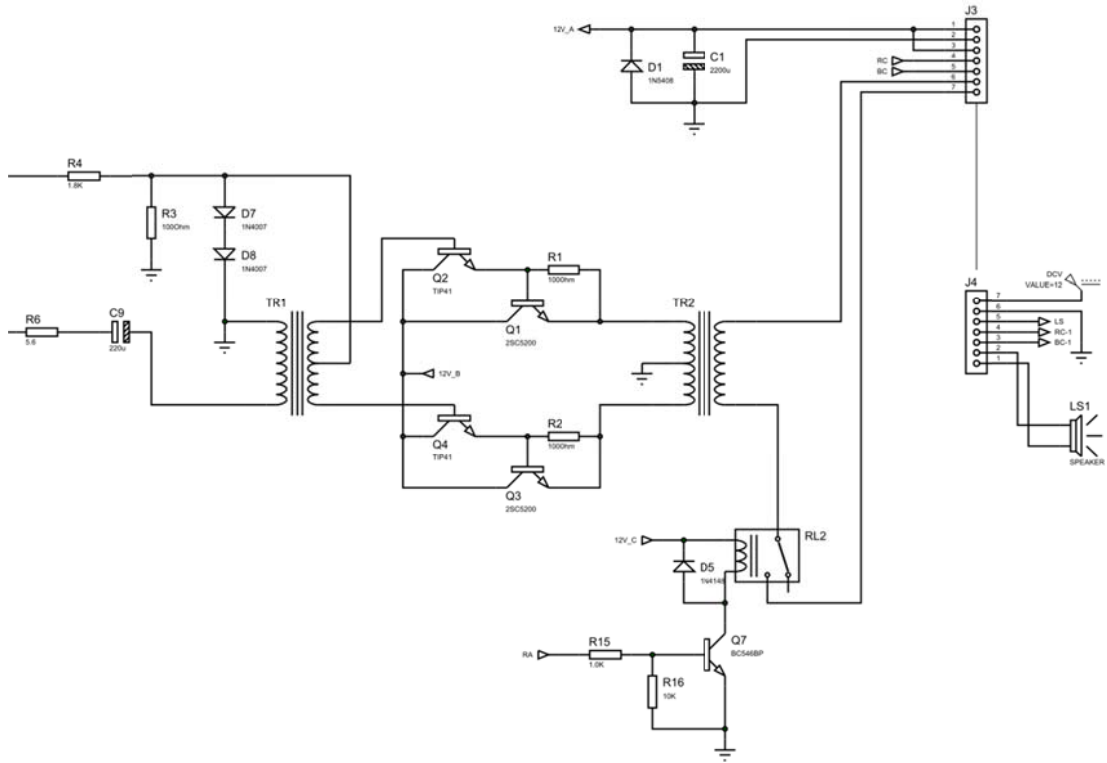 J3
12V_A
1
2
3
RC
4
BC
5
6
7
D1
1N5408
C1
2200u
R4
1.8K
R3
100Ohm
D7
1N4007
D8
1N4007
R6
5.6
C9
220u
TR1
Q2
TIP41
R1
100Ohm
Q1
2SC5200
12V_B
Q4
TIP41
R2
100Ohm
Q3
2SC5200
TR2
J4
DCV
VALUE=12
7
6
5
LS
4
RC-1
3
BC-1
2
1
LS1
SPEAKER
12V_C
D5
1N4148
RL2
RA
R15
1.0K
R16
10K
Q7
BC546BP